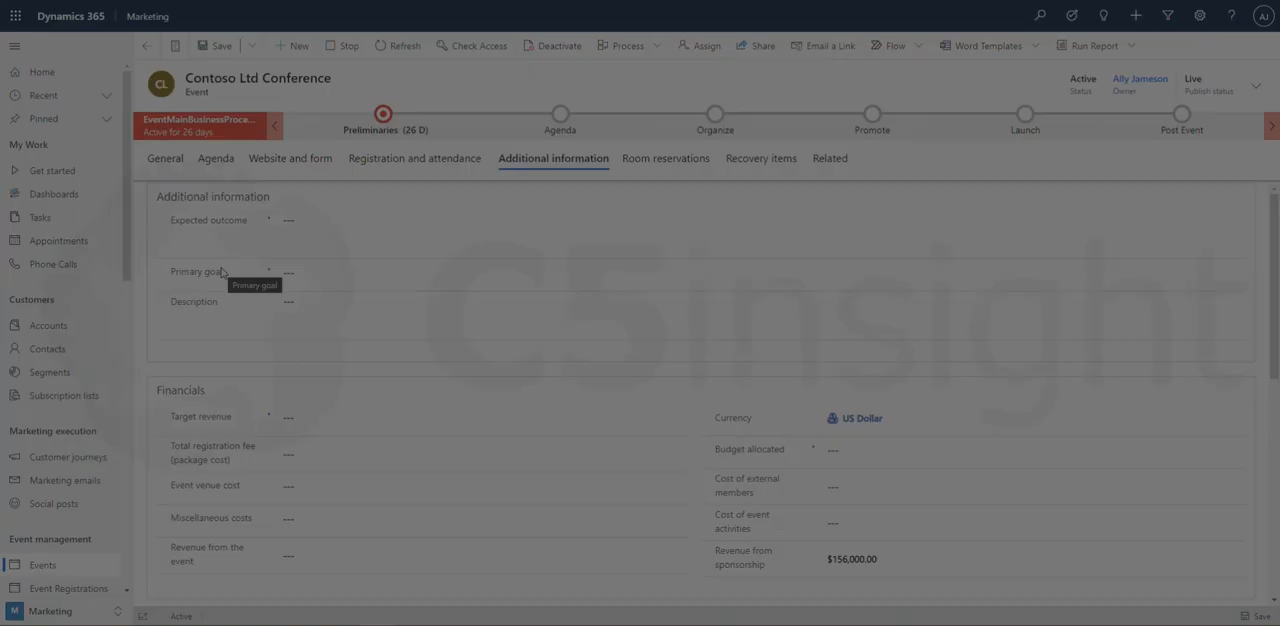 Dynamics 365 Marketing
AJ
Save New Stop Refresh Check Access Deactivate Process Assign Share Email a Link Flow Word Templates Run Report
Home
Recent
Pinned
My Work
Get started
Dashboards
Tasks
Appointments
Phone Calls
Customers
Accounts
Contacts
Segments
Subscription lists
Marketing execution
Customer journeys
Marketing emails
Social posts
Event management
Events
Event Registrations
M Marketing
CL
Contoso Ltd Conference
Event
Active
Status
Ally Jameson
Owner
Live
Publish status
EventMainBusinessProce...
Active for 26 days
Preliminaries (26 D)
Agenda
Organize
Promote
Launch
Post Event
General Agenda Website and form Registration and attendance Additional information Room reservations Recovery items Related
Additional information
Expected outcome * ---
Primary goal * ---
Primary goal
Description ---
C5insight
Financials
Target revenue * ---
Total registration fee
(package cost) ---
Event venue cost ---
Miscellaneous costs ---
Revenue from the
event ---
Currency US Dollar
Budget allocated * ---
Cost of external
members ---
Cost of event
activities ---
Revenue from
sponsorship $156,000.00
Active
Save